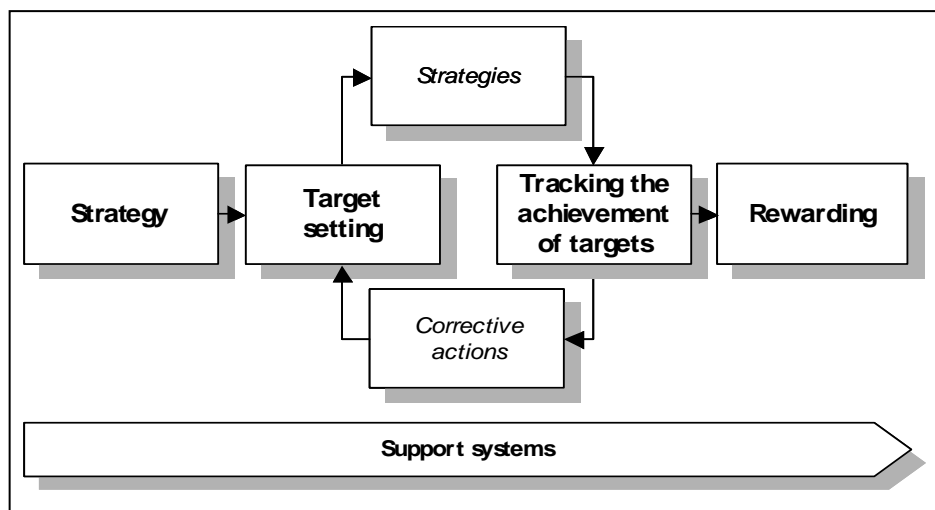 Strategies
Strategy
Target
setting
Tracking the
achievement
of targets
Rewarding
Corrective
actions
Support systems